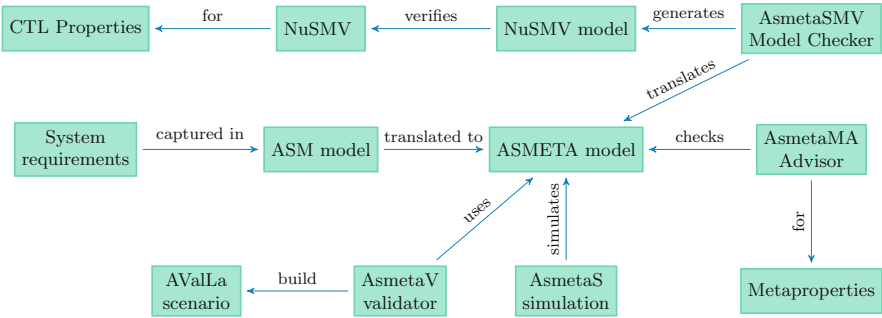 for
verifies
generates
CTL Properties
NuSMV
NuSMV model
AsmetaSMV
Model Checker
translates
System
requirements
captured in
ASM model
translated to
ASMETA model
checks
AsmetaMA
Advisor
uses
simulates
for
AValLa
scenario
build
AsmetaV
validator
AsmetaS
simulation
Metaproperties